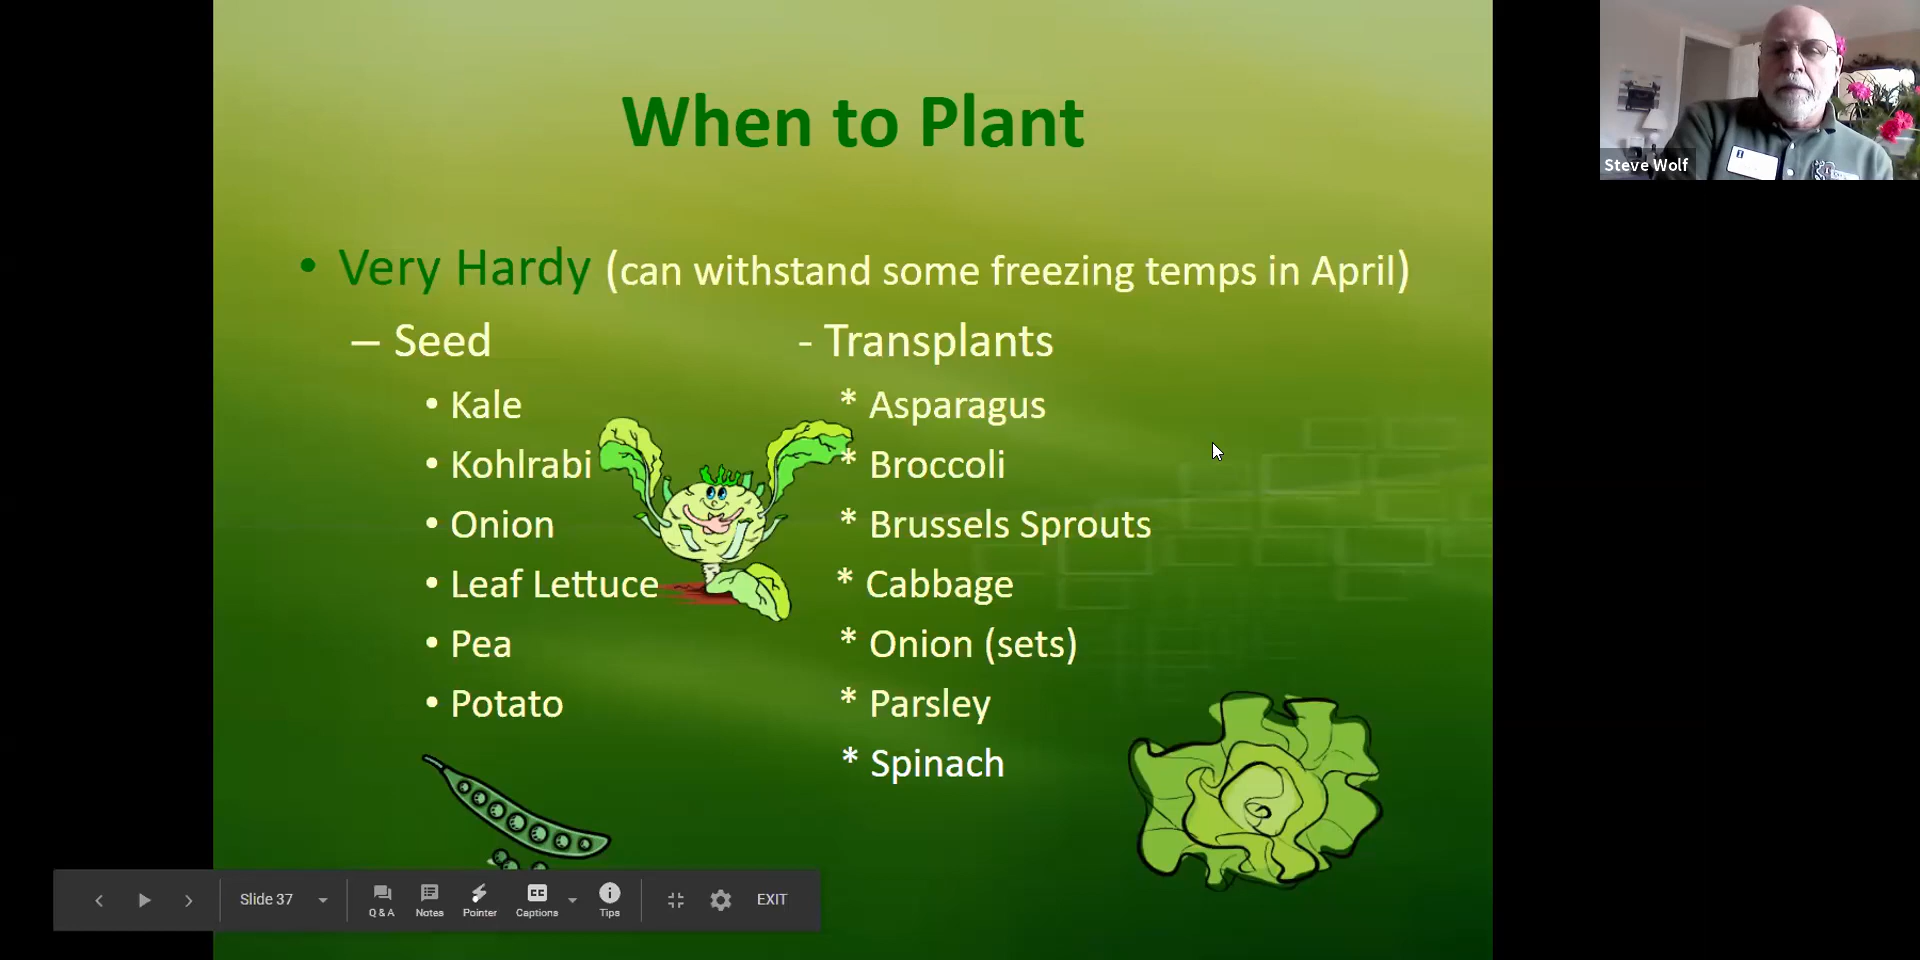 When to Plant
• Very Hardy (can withstand some freezing temps in April)
– Seed
• Kale
• Kohlrabi
• Onion
• Leaf Lettuce
• Pea
• Potato
- Transplants
* Asparagus
* Broccoli
* Brussels Sprouts
* Cabbage
* Onion (sets)
* Parsley
* Spinach
Steve Wolf
Slide 37
Q & A
Notes
Pointer
CC
Captions
Tips
EXIT